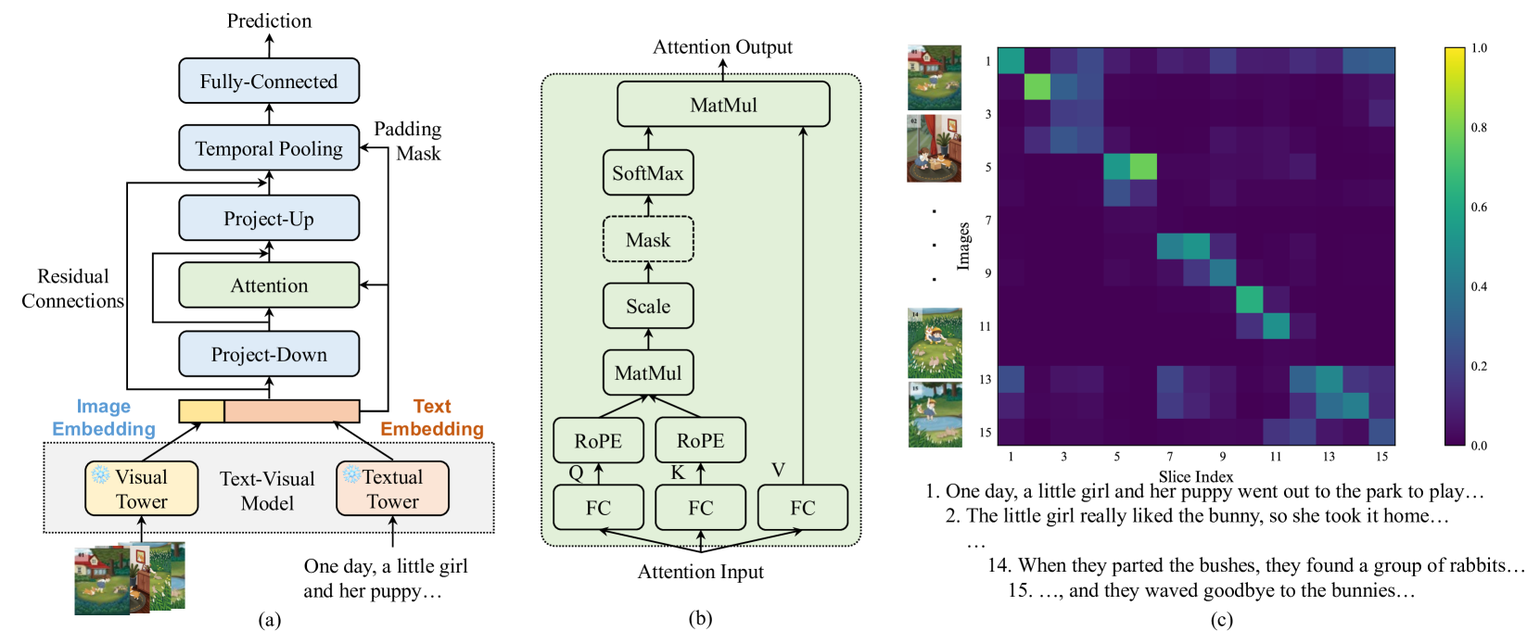 Prediction
Fully-Connected
Temporal Pooling
Padding
Mask
Project-Up
Residual
Connections
Attention
Project-Down
Image
Embedding
Text
Embedding
Visual
Tower
Text-Visual
Model
Textual
Tower
One day, a little girl
and her puppy…
(a)
Attention Output
MatMul
SoftMax
Mask
Scale
MatMul
RoPE
RoPE
Q
K
V
FC
FC
FC
Attention Input
(b)
Images
1
3
5
7
9
11
13
15
1
3
5
7
9
11
13
15
Slice Index
1.0
0.8
0.6
0.4
0.2
0.0
1. One day, a little girl and her puppy went out to the park to play…
2. The little girl really liked the bunny, so she took it home…
…
14. When they parted the bushes, they found a group of rabbits…
15. …, and they waved goodbye to the bunnies…
(c)